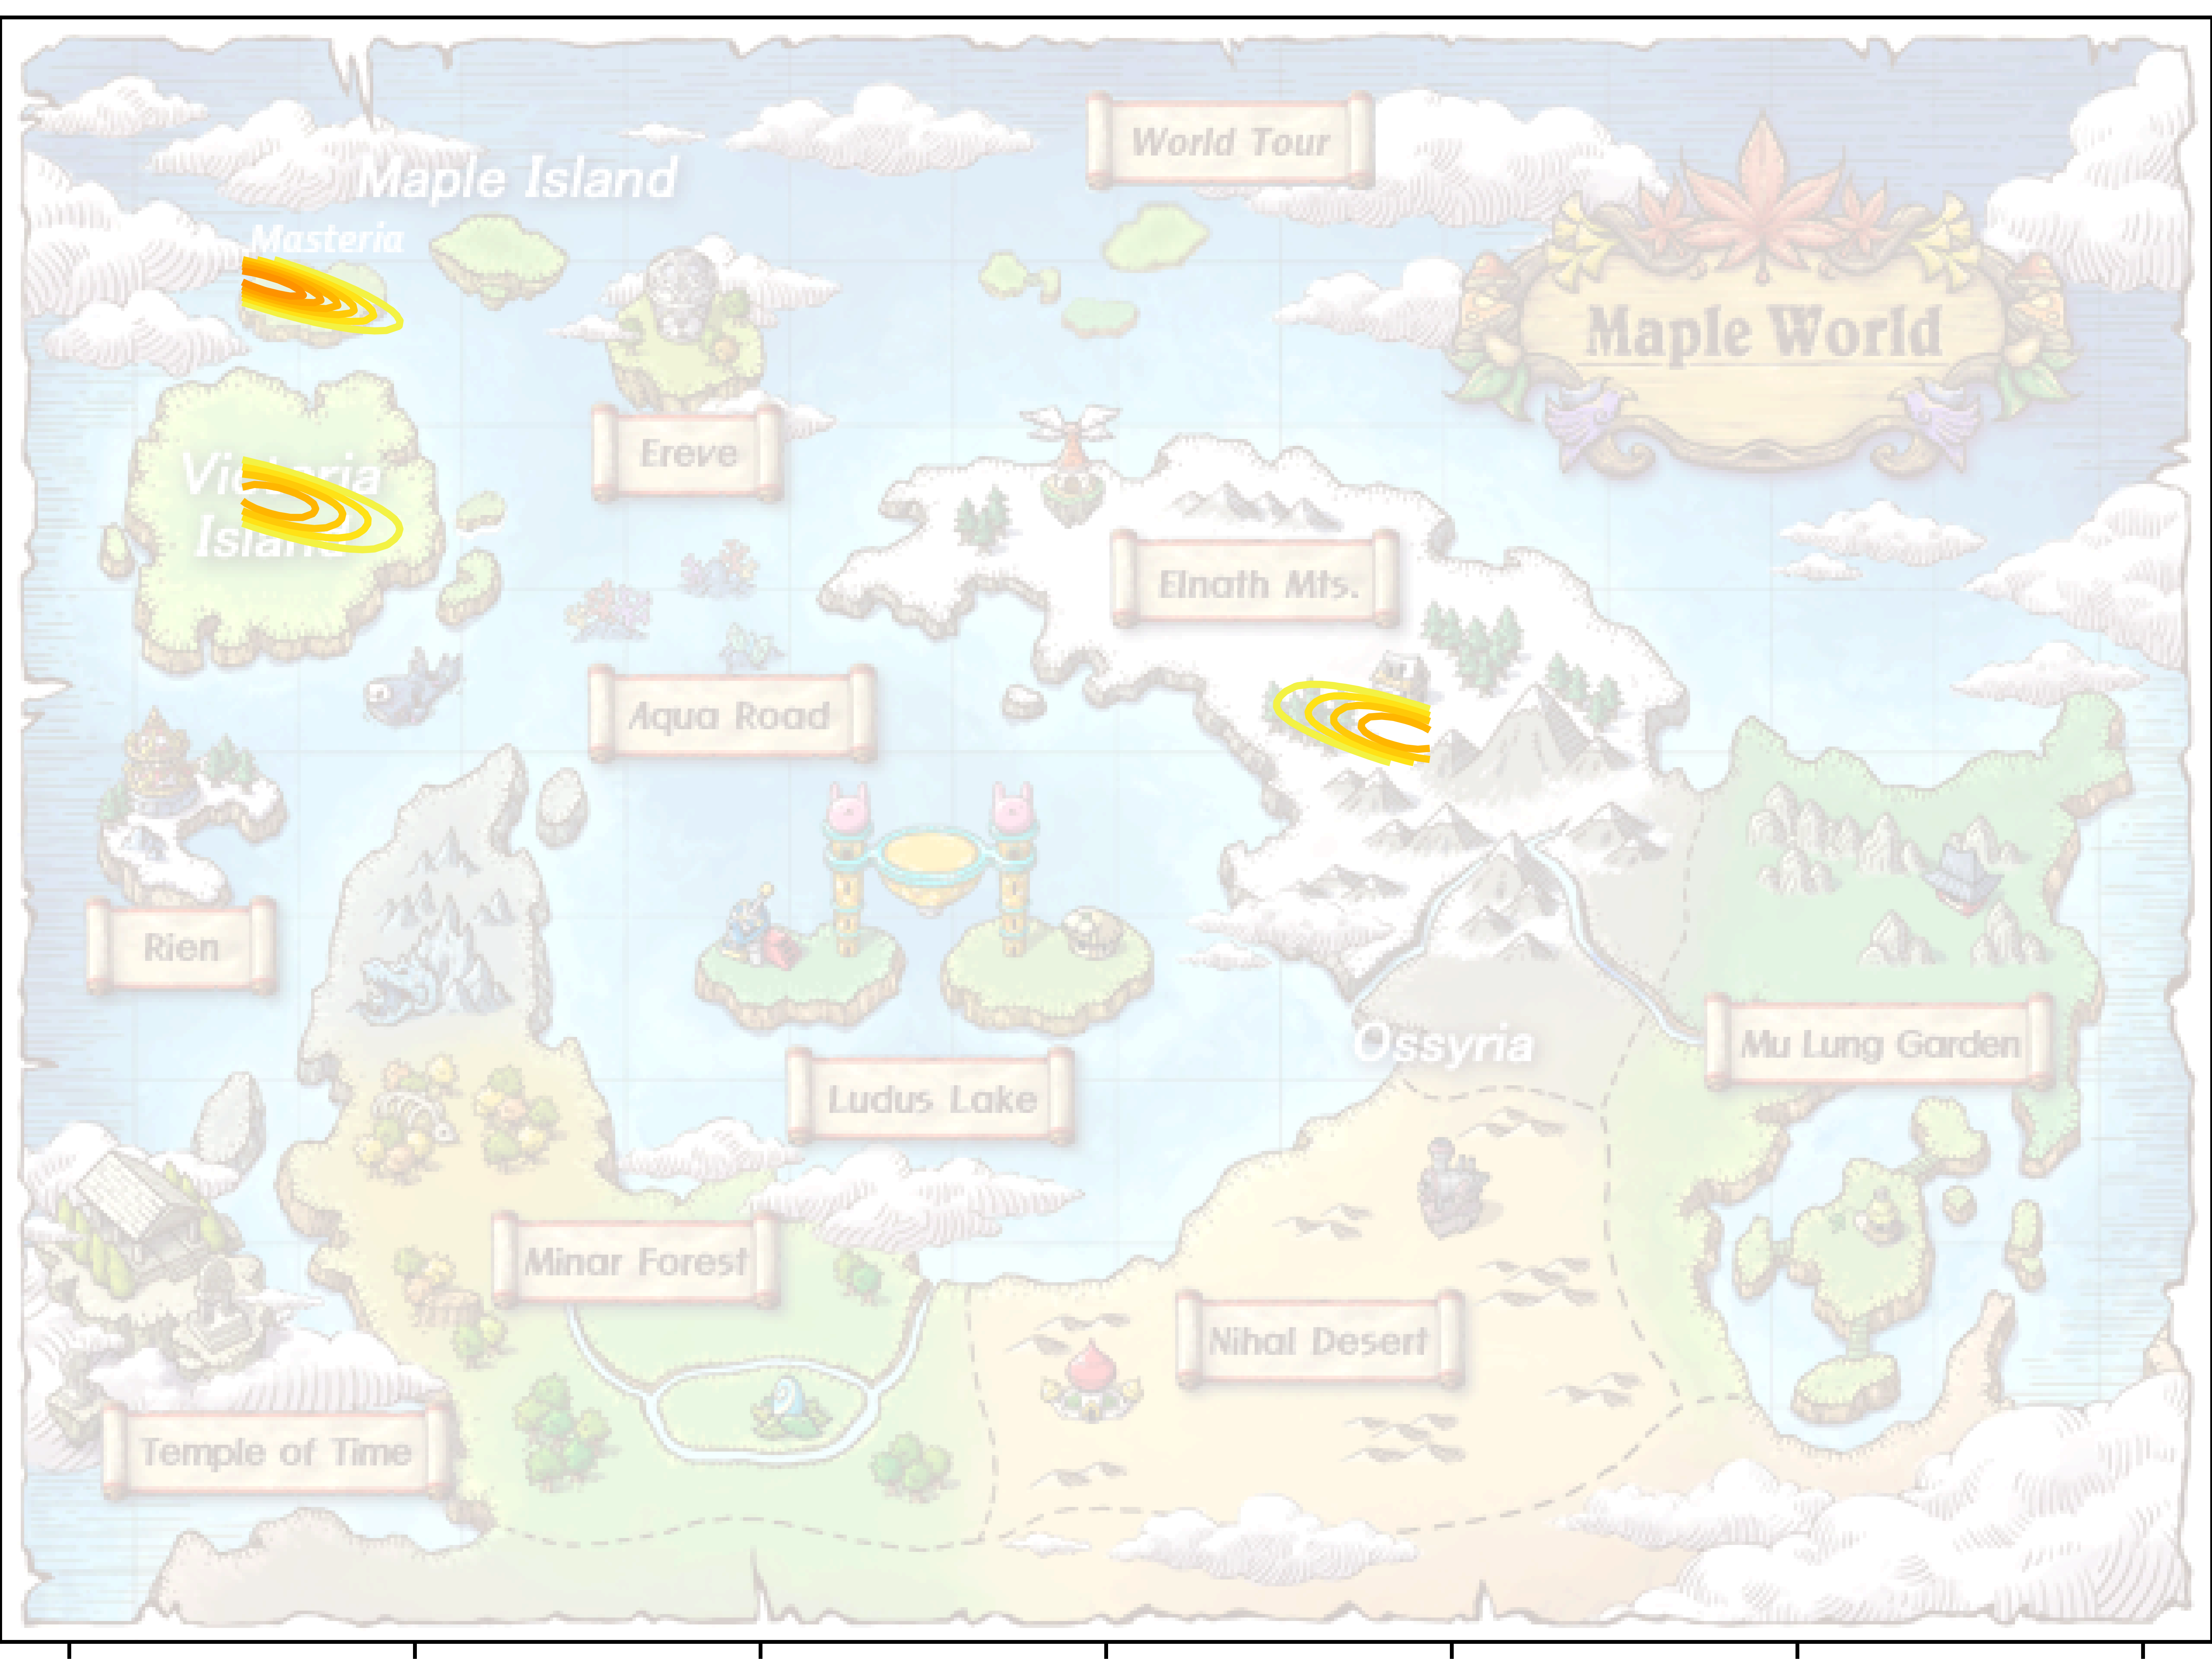 World Tour
Maple Island
Masteria
Maple World
Ereve
Victoria
Island
Elnath Mts.
Aqua Road
Rien
Ossyria
Mu Lung Garden
Ludus Lake
Minar Forest
Nihal Desert
Temple of Time